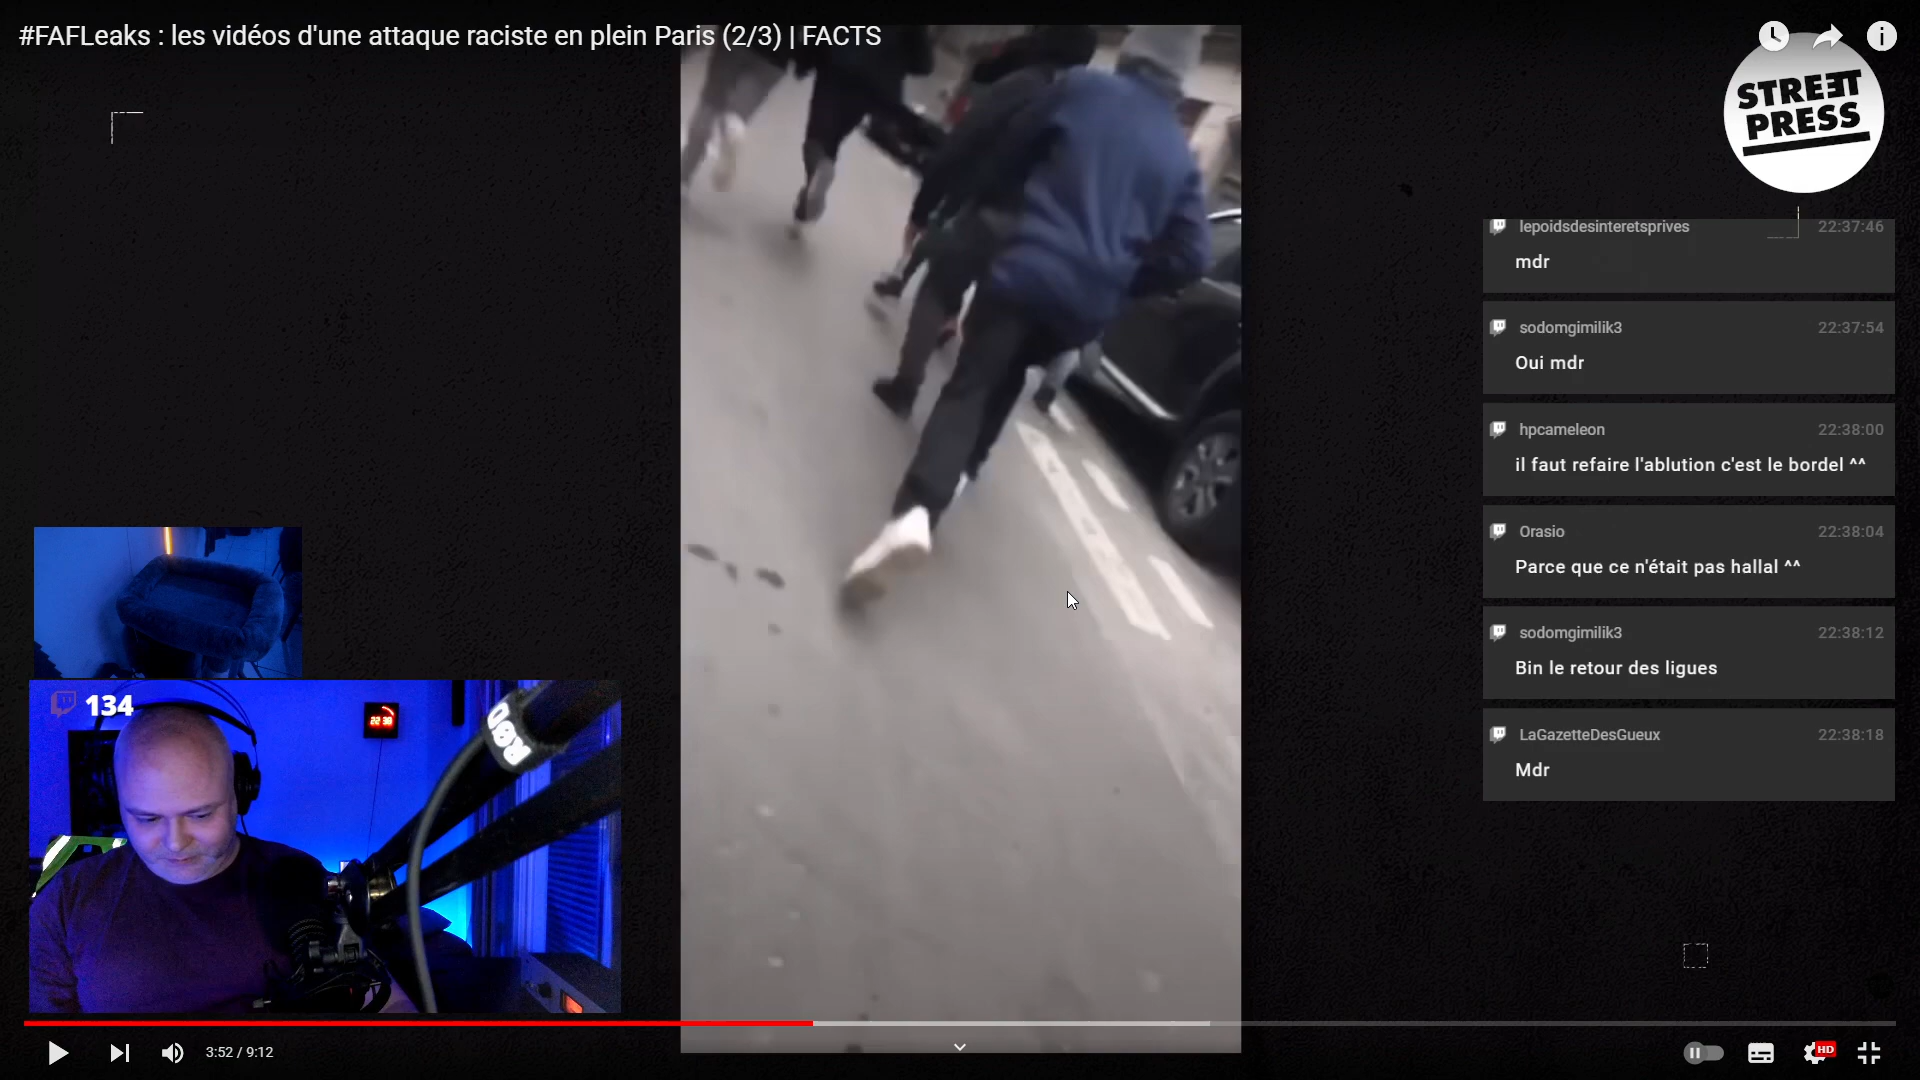 #FAFLeaks : les vidéos d'une attaque raciste en plein Paris (2/3) | FACTS
STREET
PRESS
lepoidsdesinteretsprives 22:37:46
mdr
sodomgimilik3 22:37:54
Oui mdr
hpcameleon 22:38:00
il faut refaire l'ablution c'est le bordel ^^
Orasio 22:38:04
Parce que ce n'était pas hallal ^^
sodomgimilik3 22:38:12
Bin le retour des ligues
LaGazetteDesGueux 22:38:18
Mdr
134
22:38
RØD
3:52 / 9:12
HD